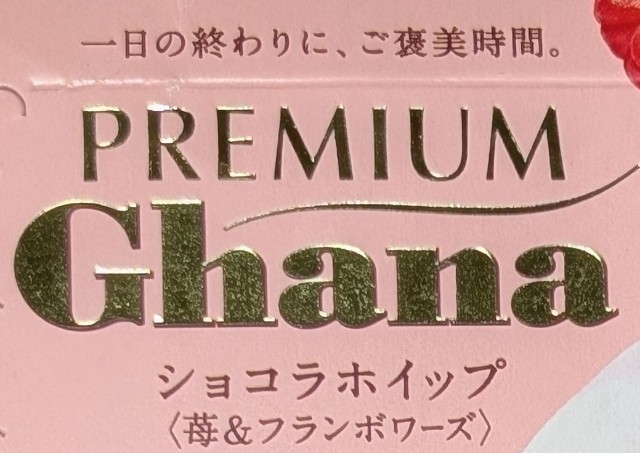 一日の終わりに、ご褒美時間。
PREMIUM
Ghana
ショコラホイップ
〈苺&フランボワーズ〉